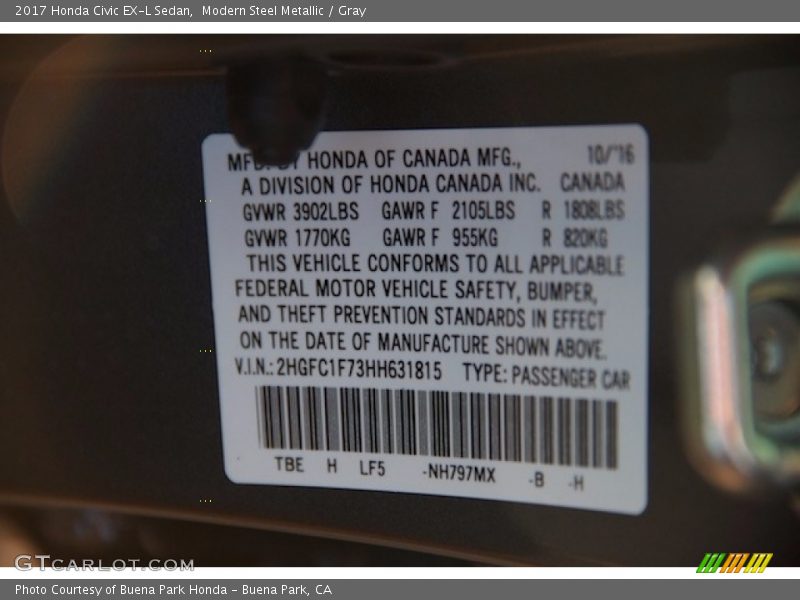 2017 Honda Civic EX-L Sedan,  Modern Steel Metallic / Gray
MFD. BY HONDA OF CANADA MFG., 10/'16
A DIVISION OF HONDA CANADA INC. CANADA
GVWR 3902LBS GAWR F 2105LBS R 1808LBS
GVWR 1770KG GAWR F 955KG R 820KG
THIS VEHICLE CONFORMS TO ALL APPLICABLE
FEDERAL MOTOR VEHICLE SAFETY, BUMPER,
AND THEFT PREVENTION STANDARDS IN EFFECT
ON THE DATE OF MANUFACTURE SHOWN ABOVE.
V.I.N.: 2HGFC1F73HH631815 TYPE: PASSENGER CAR
TBE H LF5 -NH797MX -B -H
GTCARLOT.COM
Photo Courtesy of Buena Park Honda - Buena Park, CA